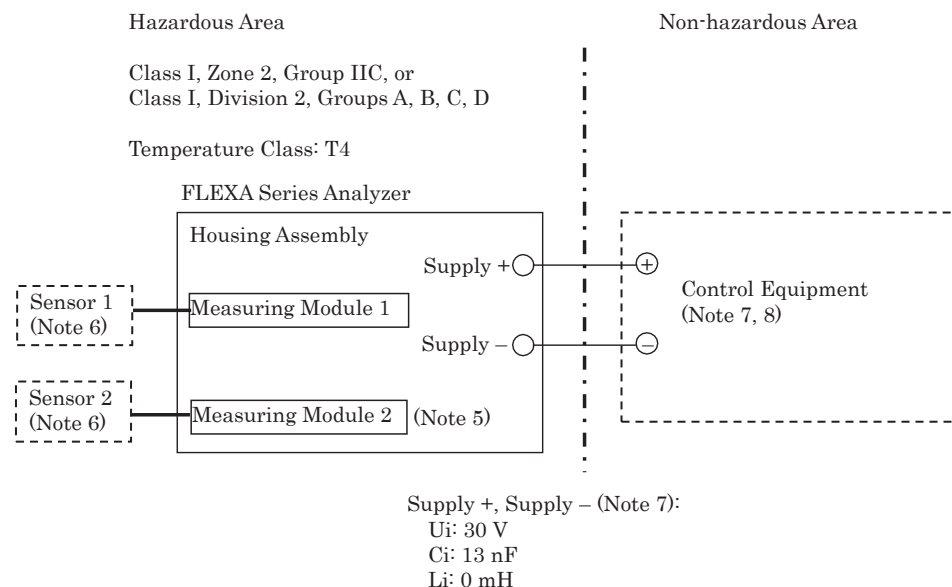 Hazardous Area
Non-hazardous Area
Class I, Zone 2, Group IIC, or
Class I, Division 2, Groups A, B, C, D
Temperature Class: T4
FLEXA Series Analyzer
Housing Assembly
Supply +
+
Sensor 1
(Note 6)
Measuring Module 1
Control Equipment
(Note 7, 8)
Supply –
–
Sensor 2
(Note 6)
Measuring Module 2
(Note 5)
Supply +, Supply – (Note 7):
Ui: 30 V
Ci: 13 nF
Li: 0 mH